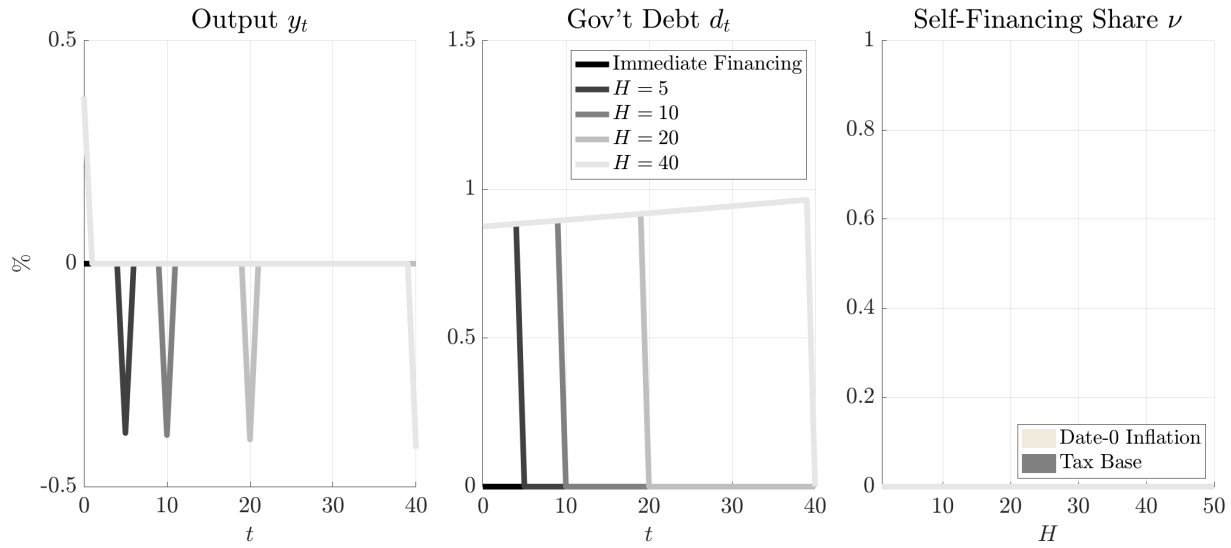 Output y_t
0.5
0
-0.5
%
0 10 20 30 40
t
Gov't Debt d_t
1.5
1
0.5
0
0 10 20 30 40
t
Immediate Financing
H = 5
H = 10
H = 20
H = 40
Self-Financing Share ν
1
0.8
0.6
0.4
0.2
0
10 20 30 40 50
H
Date-0 Inflation
Tax Base